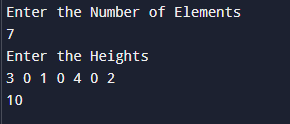 Enter the Number of Elements
7
Enter the Heights
3 0 1 0 4 0 2
10